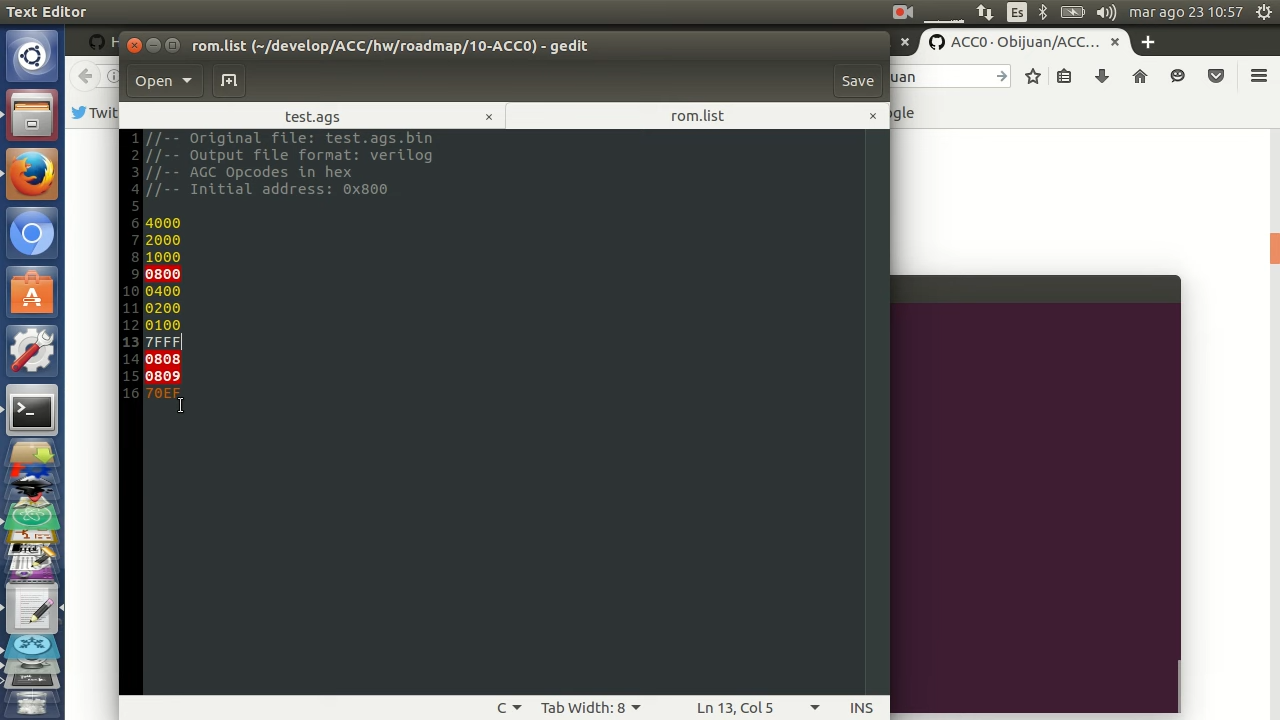 Text Editor
Es
mar ago 23 10:57
H
rom.list (~/develop/ACC/hw/roadmap/10-ACC0) - gedit
ACC0 · Obijuan/ACC...
Open
Save
uan
Twit
test.ags
rom.list
gle
1 //-- Original file: test.ags.bin
2 //-- Output file format: verilog
3 //-- AGC Opcodes in hex
4 //-- Initial address: 0x800
5
6 4000
7 2000
8 1000
9 0800
10 0400
11 0200
12 0100
13 7FFF
14 0808
15 0809
16 70EF
C
Tab Width: 8
Ln 13, Col 5
INS